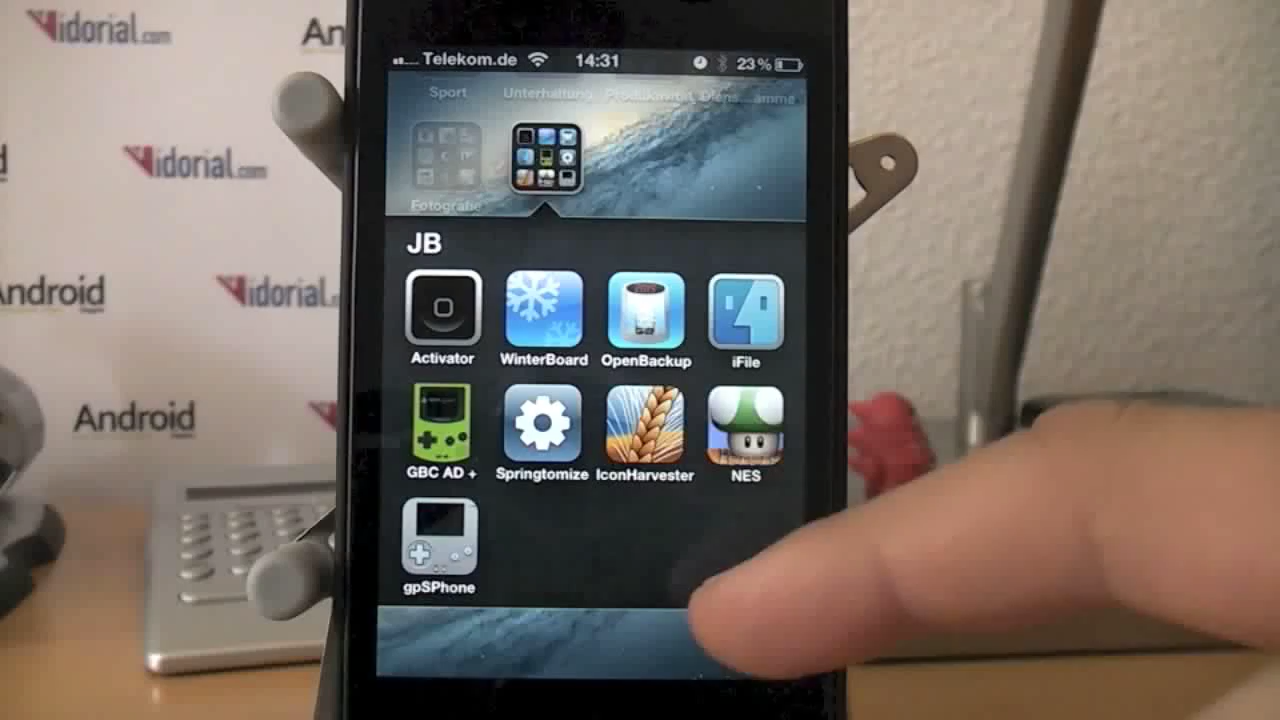 Vidorial.com
An
Vidorial.com
Android
Vidorial.
Android
Telekom.de 14:31 23%
Sport Unterhaltung
Fotografie
JB
Activator WinterBoard OpenBackup iFile
GBC AD + Springtomize IconHarvester NES
gpSPhone